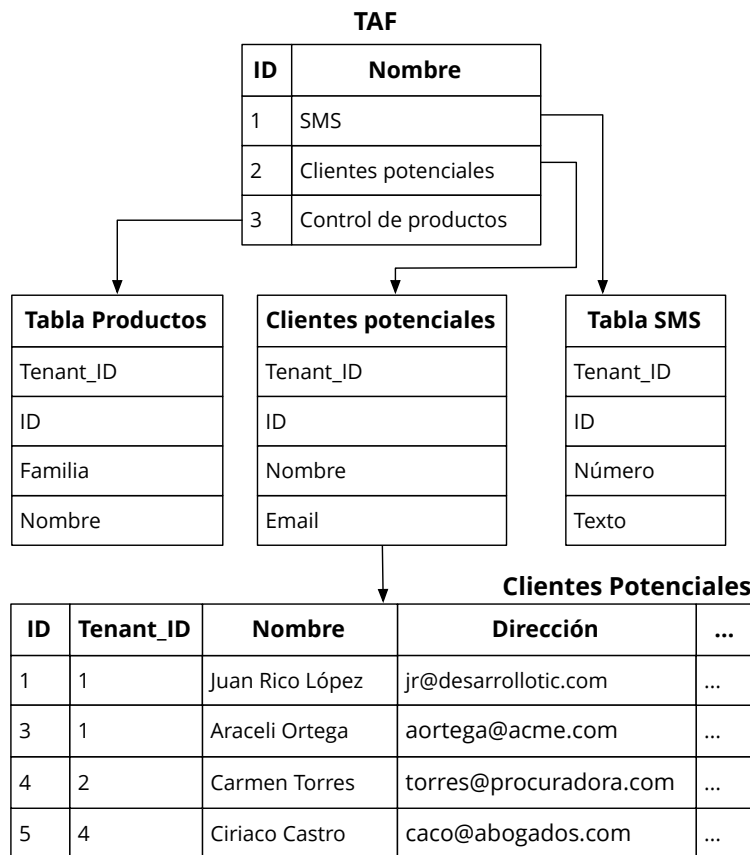 TAF
ID Nombre
1 SMS
2 Clientes potenciales
3 Control de productos
Tabla Productos
Tenant_ID
ID
Familia
Nombre
Clientes potenciales
Tenant_ID
ID
Nombre
Email
Tabla SMS
Tenant_ID
ID
Número
Texto
Clientes Potenciales
ID Tenant_ID Nombre Dirección ...
1 1 Juan Rico López jr@desarrollotic.com ...
3 1 Araceli Ortega aortega@acme.com ...
4 2 Carmen Torres torres@procuradora.com ...
5 4 Ciriaco Castro caco@abogados.com ...